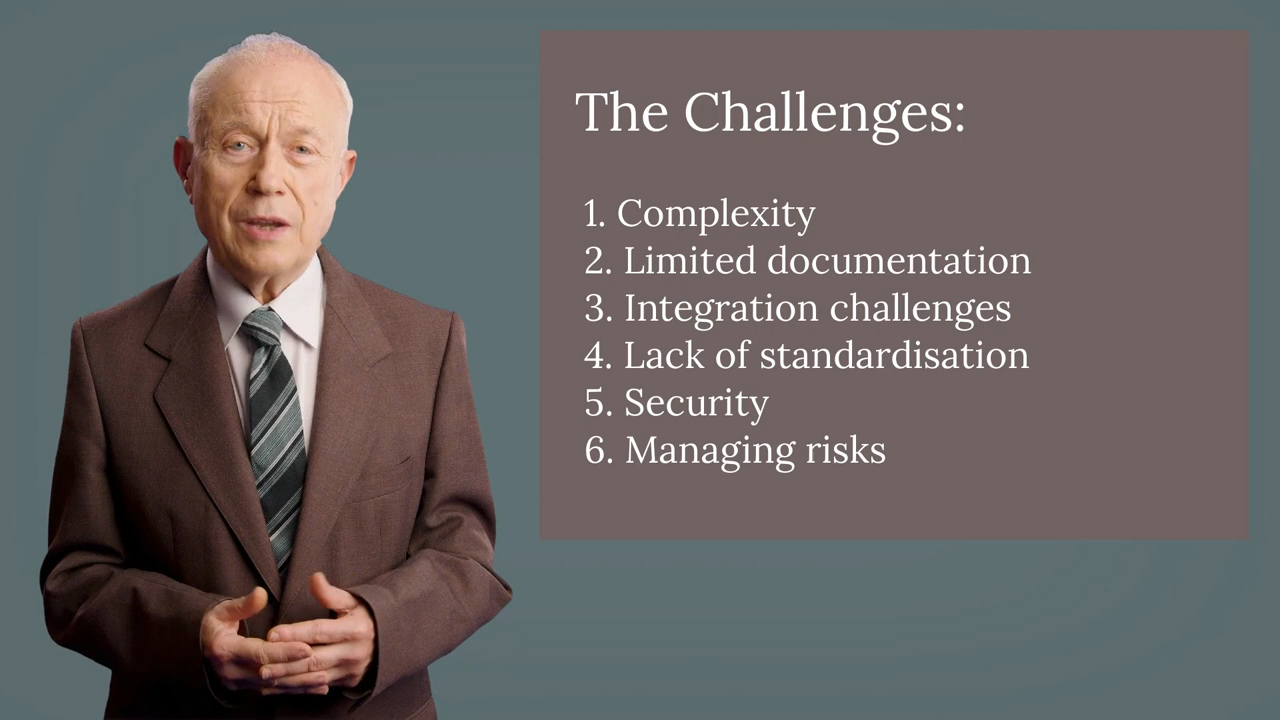 The Challenges:
1. Complexity
2. Limited documentation
3. Integration challenges
4. Lack of standardisation
5. Security
6. Managing risks